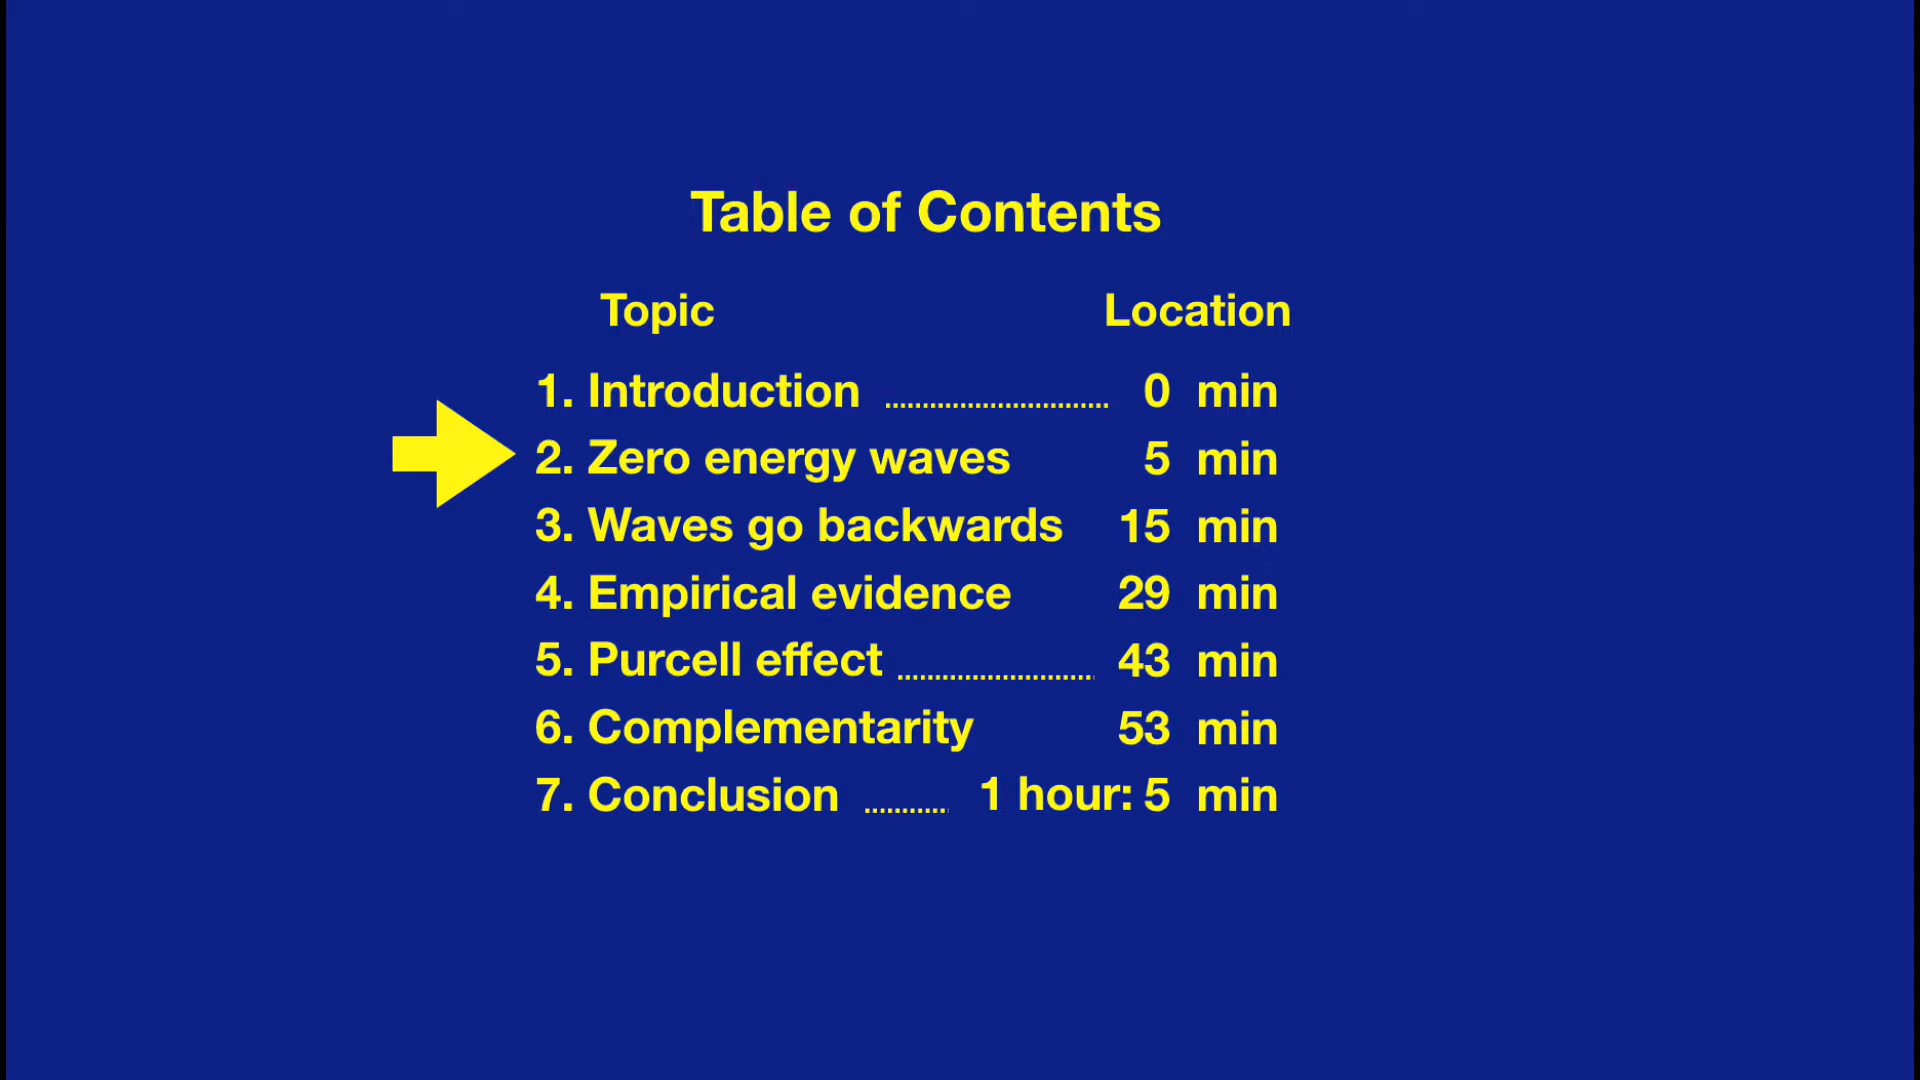 Table of Contents
Topic Location
1. Introduction ............................. 0 min
2. Zero energy waves 5 min
3. Waves go backwards 15 min
4. Empirical evidence 29 min
5. Purcell effect .......................... 43 min
6. Complementarity 53 min
7. Conclusion ........... 1 hour: 5 min